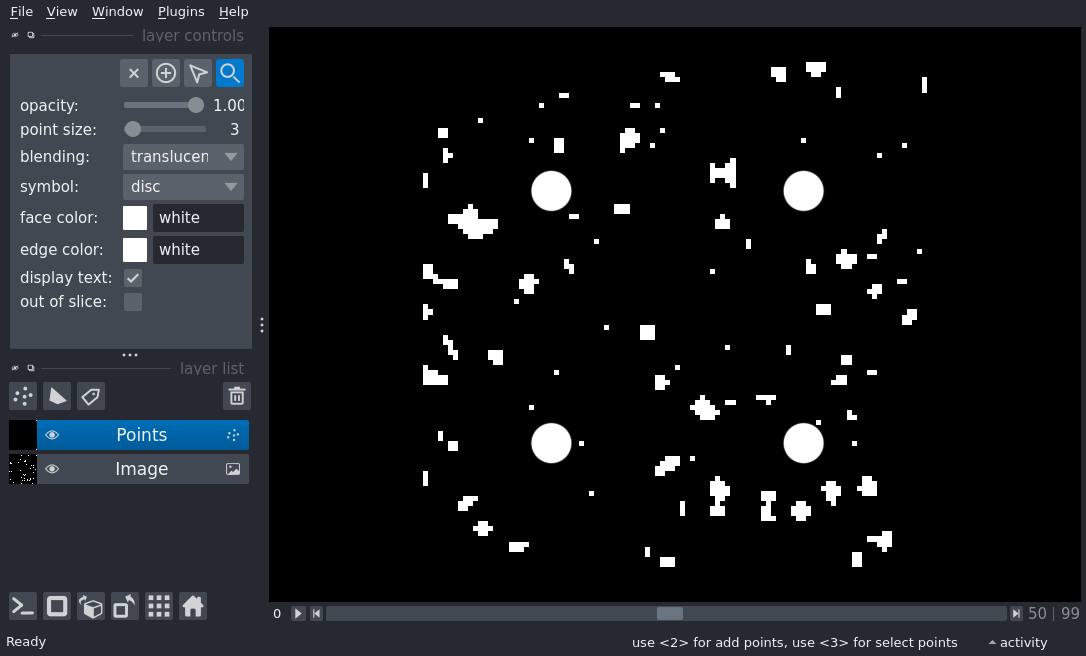 File View Window Plugins Help
layer controls
opacity: 1.00
point size: 3
blending: translucen
symbol: disc
face color: white
edge color: white
display text:
out of slice:
layer list
Points
Image
0 50 | 99
Ready use <2> for add points, use <3> for select points activity